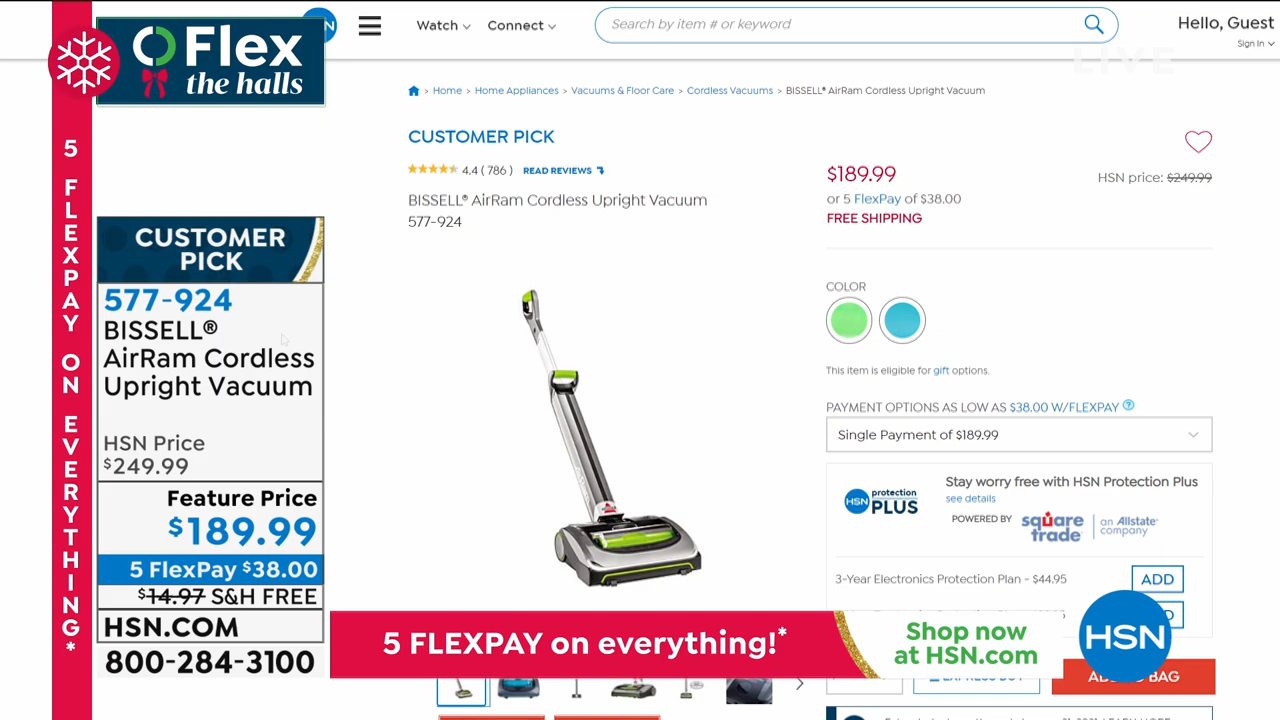 Flex
the halls
5 FLEXPAY ON EVERYTHING*
CUSTOMER
PICK
577-924
BISSELL®
AirRam Cordless
Upright Vacuum
HSN Price
$249.99
Feature Price
$189.99
5 FlexPay $38.00
$14.97 S&H FREE
HSN.COM
800-284-3100
Watch
Connect
Search by item # or keyword
Hello, Guest
Sign In
LIVE
> Home > Home Appliances > Vacuums & Floor Care > Cordless Vacuums > BISSELL® AirRam Cordless Upright Vacuum
CUSTOMER PICK
4.4 ( 786 ) READ REVIEWS
BISSELL® AirRam Cordless Upright Vacuum
577-924
$189.99
HSN price: $249.99
or 5 FlexPay of $38.00
FREE SHIPPING
COLOR
This item is eligible for gift options.
PAYMENT OPTIONS AS LOW AS $38.00 W/FLEXPAY ?
Single Payment of $189.99
HSN protection PLUS
Stay worry free with HSN Protection Plus
see details
POWERED BY
square trade
an Allstate company
3-Year Electronics Protection Plan - $44.95
ADD
5 FLEXPAY on everything!*
Shop now
at HSN.com
HSN